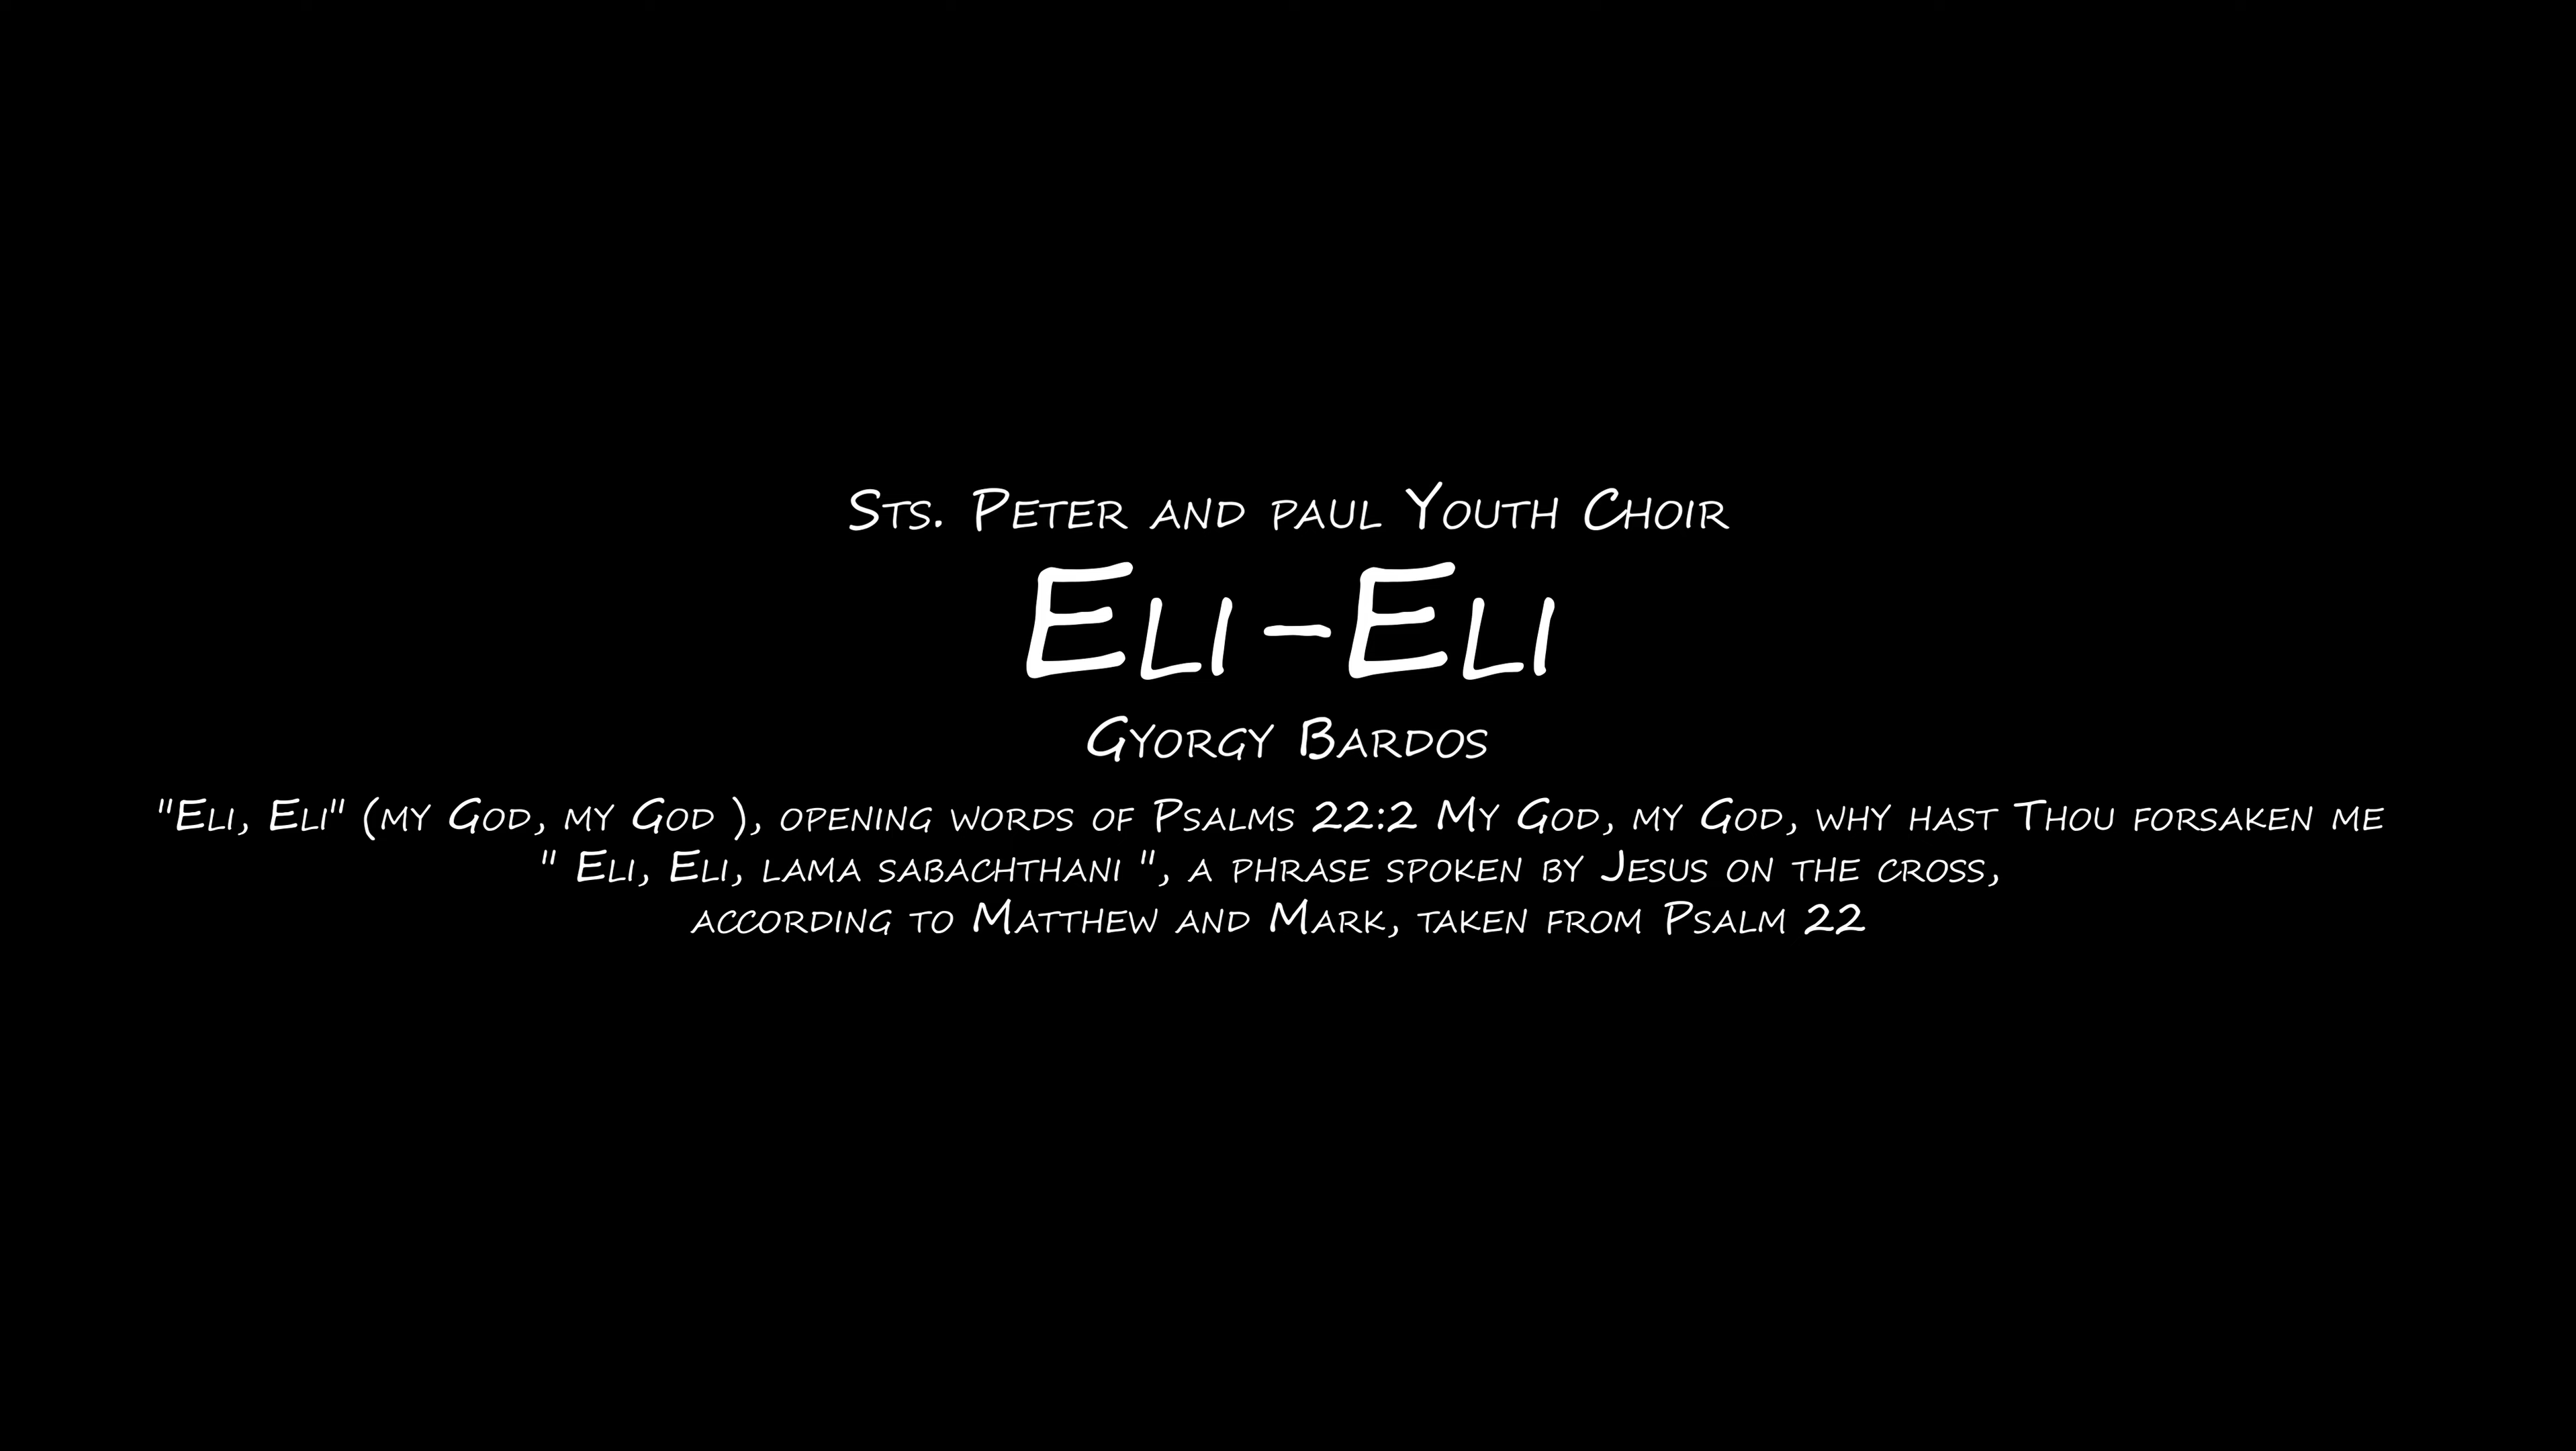 Sts. Peter and paul Youth Choir
Eli-Eli
Gyorgy Bardos
"Eli, Eli" (my God, my God ), opening words of Psalms 22:2 My God, my God, why hast Thou forsaken me
" Eli, Eli, lama sabachthani ", a phrase spoken by Jesus on the cross,
according to Matthew and Mark, taken from Psalm 22